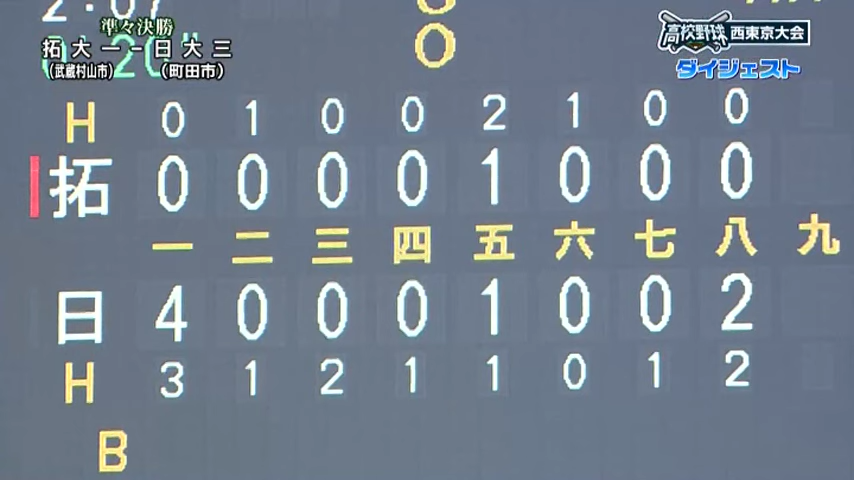 準々決勝
拓大一 - 日大三
(武蔵村山市) (町田市)
高校野球 西東京大会
ダイジェスト
0
H 0 1 0 0 2 1 0 0
拓 0 0 0 0 1 0 0 0
一 二 三 四 五 六 七 八 九
日 4 0 0 0 1 0 0 2
H 3 1 2 1 1 0 1 2
B